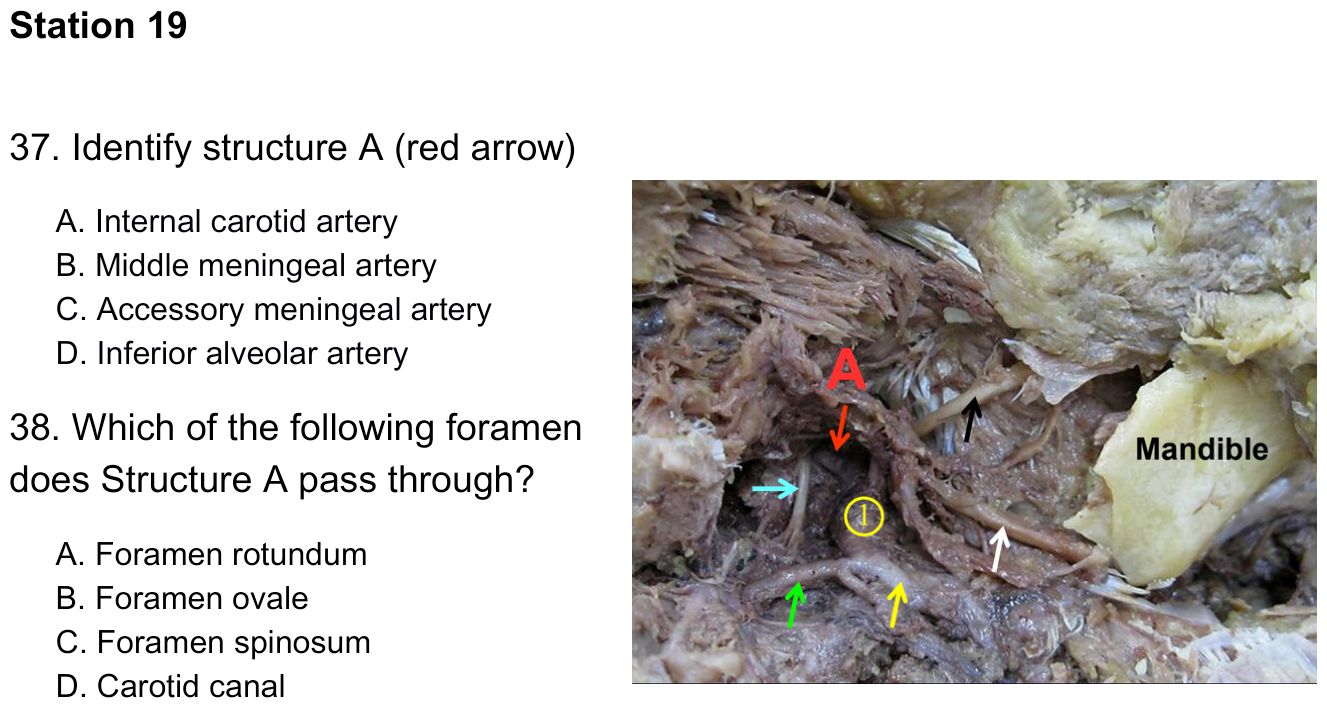 Station 19
37. Identify structure A (red arrow)
A. Internal carotid artery
B. Middle meningeal artery
C. Accessory meningeal artery
D. Inferior alveolar artery
38. Which of the following foramen
does Structure A pass through?
A. Foramen rotundum
B. Foramen ovale
C. Foramen spinosum
D. Carotid canal
A
Mandible
1